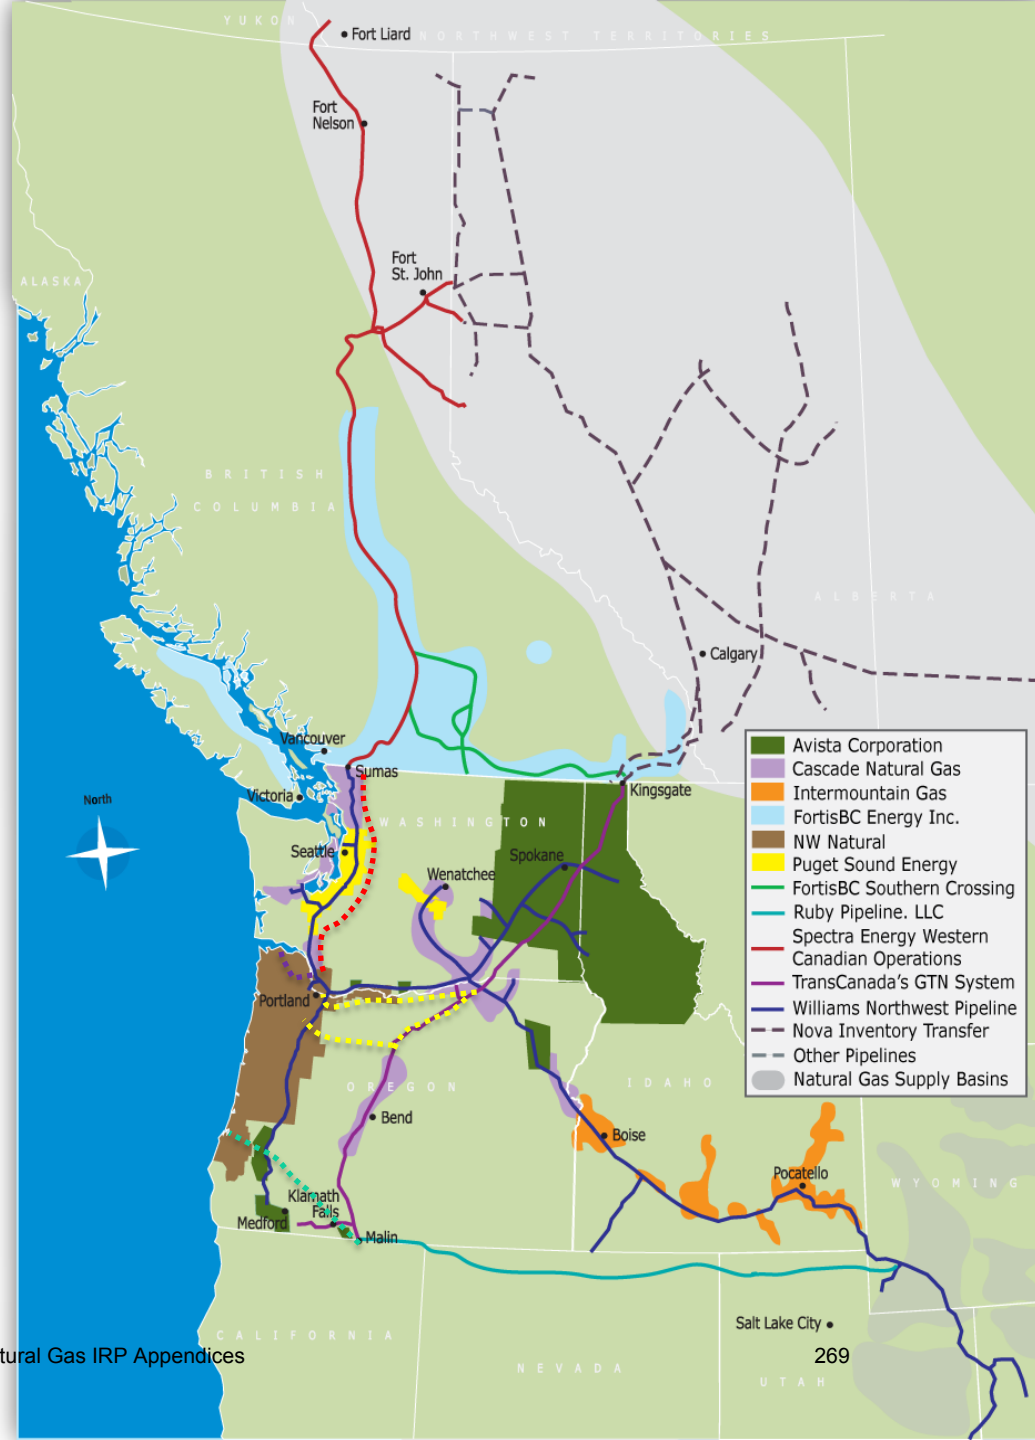 YUKON
Fort Liard
NORTHWEST TERRITORIES
Fort
Nelson
Fort
St. John
ALASKA
BRITISH
COLUMBIA
ALBERTA
Calgary
Vancouver
Sumas
Kingsgate
Victoria
North
WASHINGTON
Seattle
Spokane
Wenatchee
Portland
OREGON
IDAHO
Bend
Boise
Pocatello
WYOMING
Klamath
Falls
Medford
Malin
Salt Lake City
CALIFORNIA
NEVADA
UTAH
Avista Corporation
Cascade Natural Gas
Intermountain Gas
FortisBC Energy Inc.
NW Natural
Puget Sound Energy
FortisBC Southern Crossing
Ruby Pipeline. LLC
Spectra Energy Western
Canadian Operations
TransCanada's GTN System
Williams Northwest Pipeline
Nova Inventory Transfer
Other Pipelines
Natural Gas Supply Basins
tural Gas IRP Appendices
269